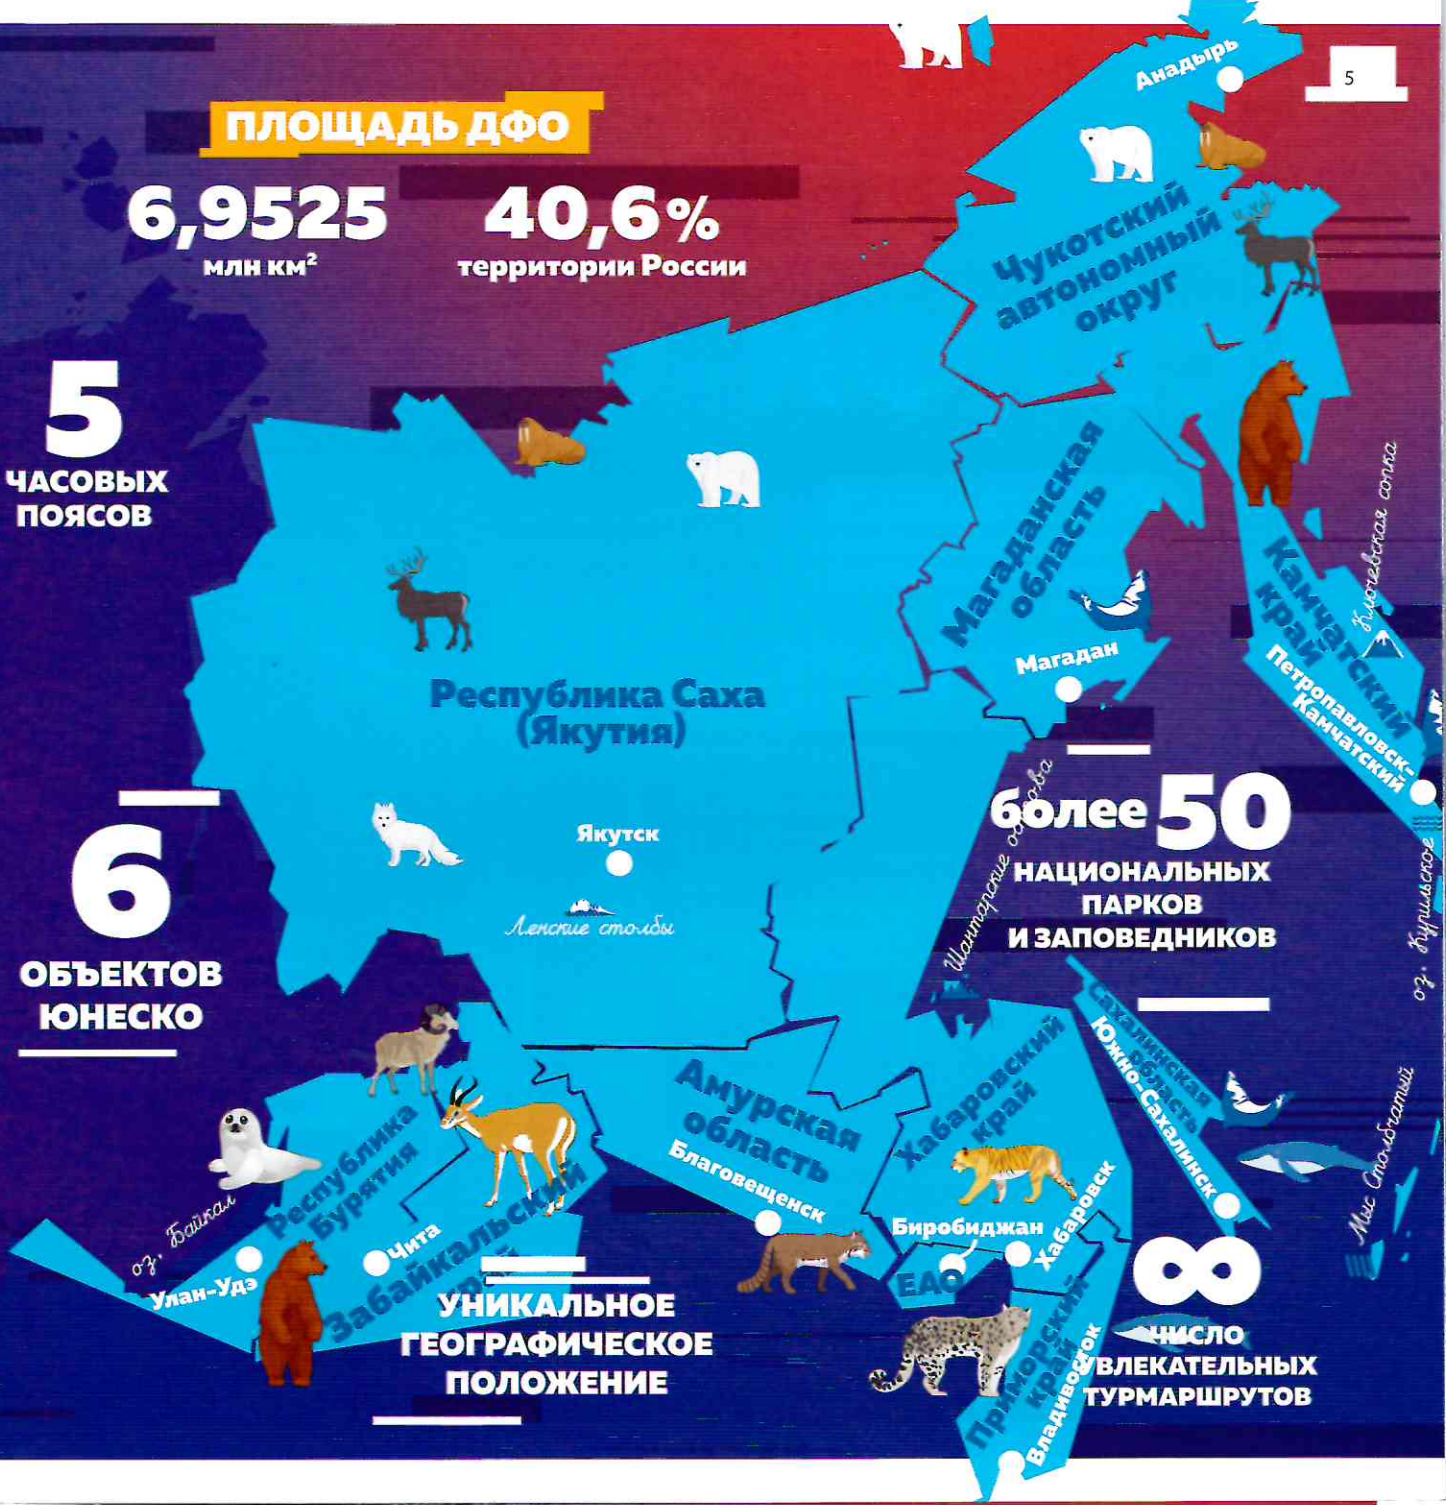 5
Анадырь
ПЛОЩАДЬ ДФО
6,9525
млн км²
40,6%
территории России
Чукотский
автономный
округ
5
ЧАСОВЫХ
ПОЯСОВ
Магаданская
область
Магадан
Ключевская сопка
Камчатский
край
Петропавловск-
Камчатский
Республика Саха
(Якутия)
Якутск
Ленские столбы
более 50
НАЦИОНАЛЬНЫХ
ПАРКОВ
И ЗАПОВЕДНИКОВ
Шантарские острова
оз. Курильское
6
ОБЪЕКТОВ
ЮНЕСКО
Сахалинская
область
Южно-Сахалинск
Амурская
область
Благовещенск
Хабаровский
край
Хабаровск
Биробиджан
ЕАО
Мыс Столбчатый
Республика
Бурятия
оз. Байкал
Улан-Удэ
Чита
Забайкальский
край
УНИКАЛЬНОЕ
ГЕОГРАФИЧЕСКОЕ
ПОЛОЖЕНИЕ
Приморский
край
Владивосток
∞
ЧИСЛО
УВЛЕКАТЕЛЬНЫХ
ТУРМАРШРУТОВ